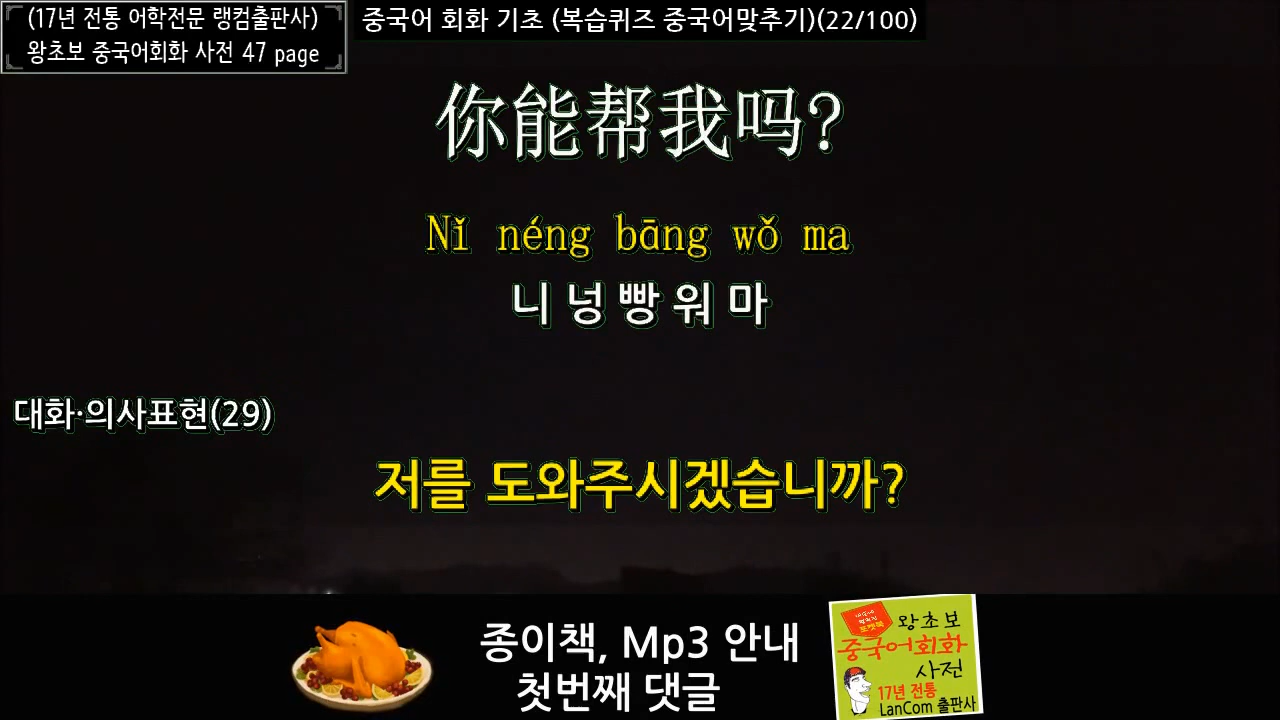 (17년 전통 어학전문 랭컴출판사)
왕초보 중국어회화 사전 47 page
중국어 회화 기초 (복습퀴즈 중국어맞추기)(22/100)
你能帮我吗?
Nǐ néng bāng wǒ ma
니 넝 빵 워 마
대화·의사표현(29)
저를 도와주시겠습니까?
종이책, Mp3 안내
첫번째 댓글
왕초보
중국어회화
사전
17년 전통
LanCom 출판사